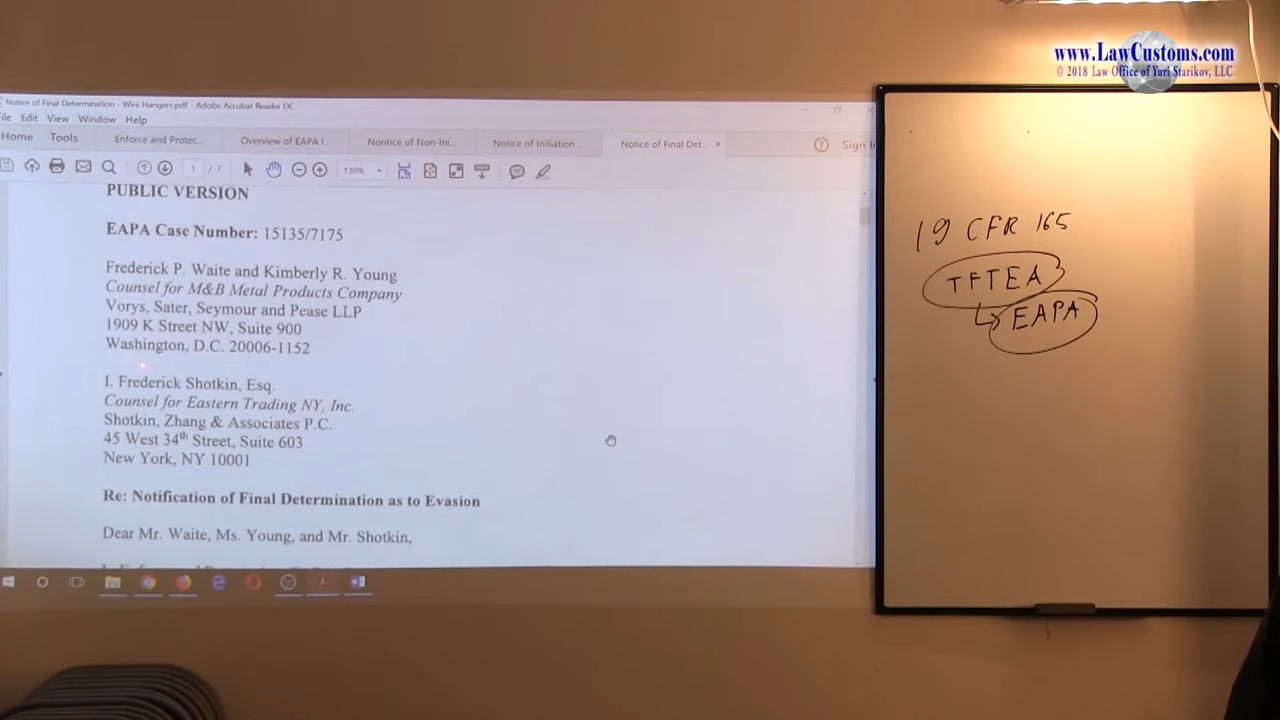 www.LawCustoms.com
© 2018 Law Office of Yuri Starikov, LLC
Notice of Final Determination - Wire Hangers.pdf - Adobe Acrobat Reader DC
File Edit View Window Help
Home Tools Enforce and Protec... Overview of EAPA I... Nontice of Non-Ini... Notice of Initiation ... Notice of Final Det... × Sign In
1 / 7 130%
PUBLIC VERSION
EAPA Case Number: 15135/7175
Frederick P. Waite and Kimberly R. Young
Counsel for M&B Metal Products Company
Vorys, Sater, Seymour and Pease LLP
1909 K Street NW, Suite 900
Washington, D.C. 20006-1152
I. Frederick Shotkin, Esq.
Counsel for Eastern Trading NY, Inc.
Shotkin, Zhang & Associates P.C.
45 West 34th Street, Suite 603
New York, NY 10001
Re: Notification of Final Determination as to Evasion
Dear Mr. Waite, Ms. Young, and Mr. Shotkin,
19 CFR 165
TFTEA
EAPA